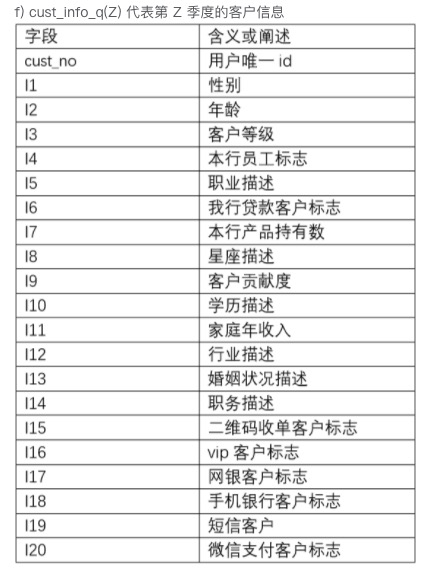 f) cust_info_q(Z) 代表第 Z 季度的客户信息
字段 含义或阐述
cust_no 用户唯一 id
I1 性别
I2 年龄
I3 客户等级
I4 本行员工标志
I5 职业描述
I6 我行贷款客户标志
I7 本行产品持有数
I8 星座描述
I9 客户贡献度
I10 学历描述
I11 家庭年收入
I12 行业描述
I13 婚姻状况描述
I14 职务描述
I15 二维码收单客户标志
I16 vip 客户标志
I17 网银客户标志
I18 手机银行客户标志
I19 短信客户
I20 微信支付客户标志